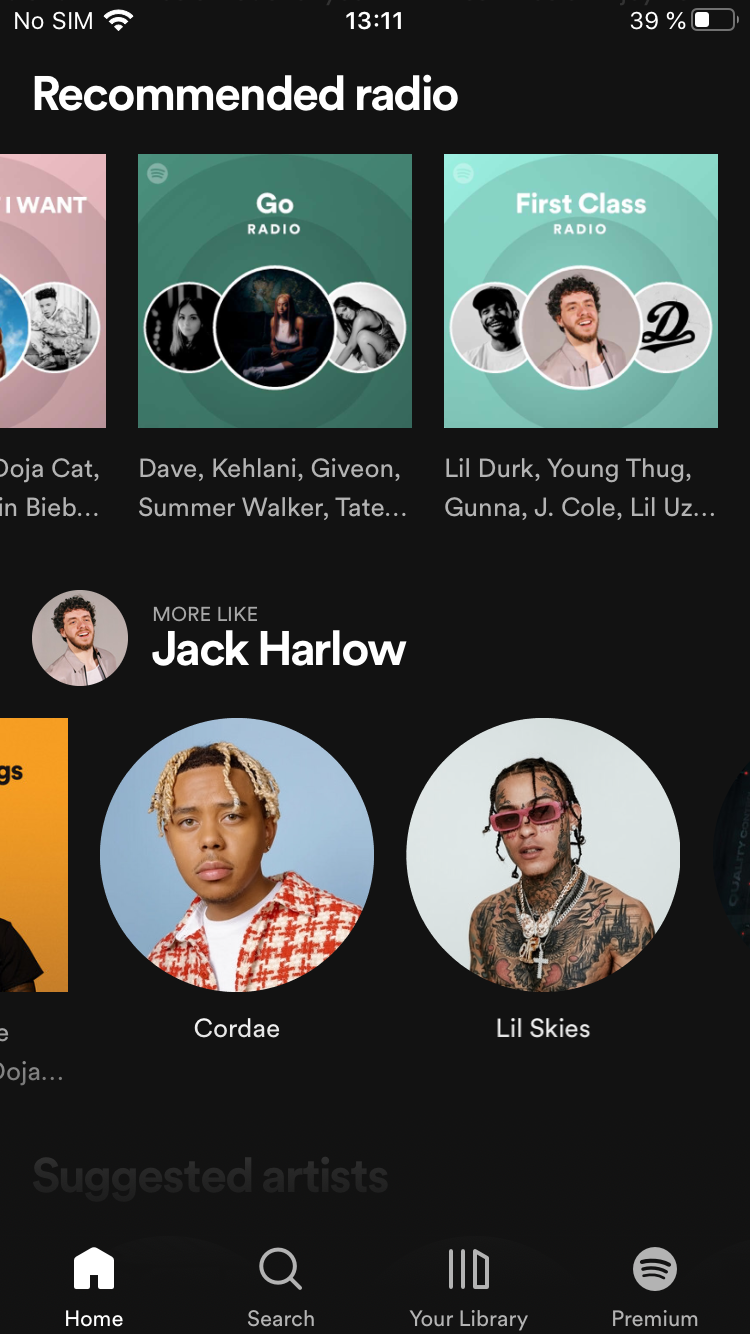 No SIM 13:11 39 %
Recommended radio
I WANT
Go
RADIO
First Class
RADIO
Doja Cat,
in Bieb...
Dave, Kehlani, Giveon,
Summer Walker, Tate...
Lil Durk, Young Thug,
Gunna, J. Cole, Lil Uz...
MORE LIKE
Jack Harlow
gs
e
Doja...
Cordae
Lil Skies
Suggested artists
Home
Search
Your Library
Premium